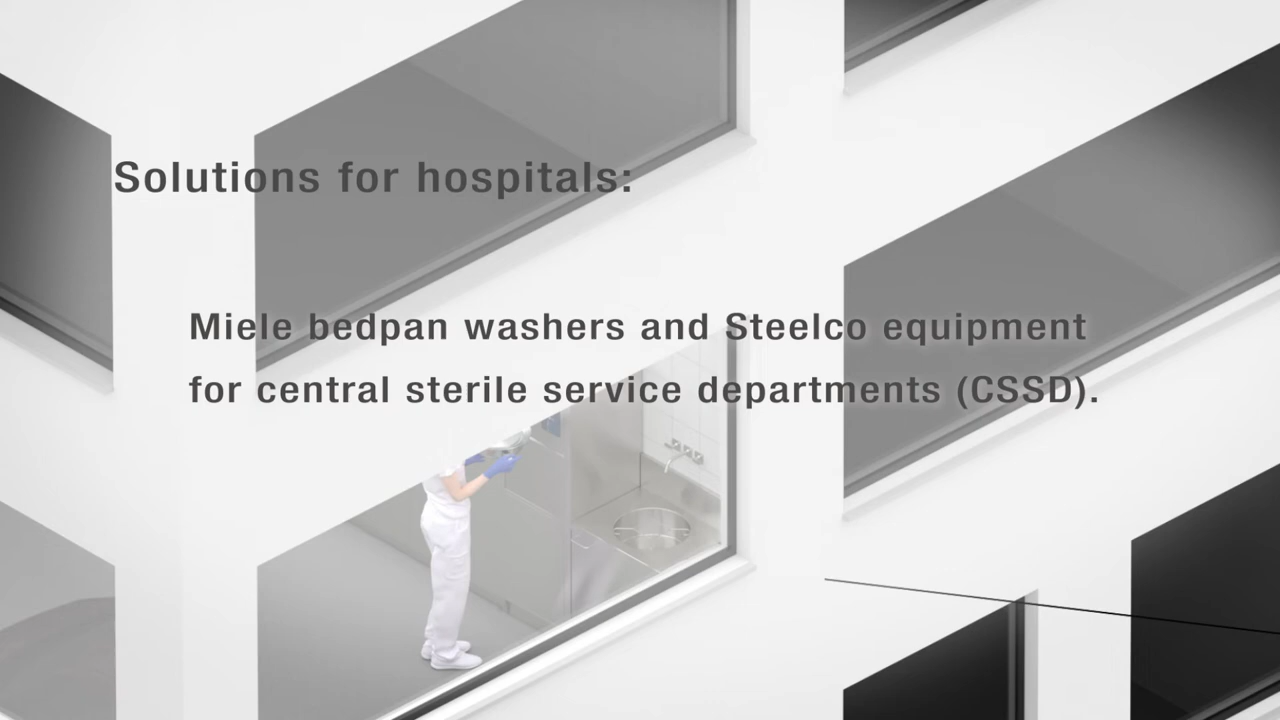 Solutions for hospitals:
Miele bedpan washers and Steelco equipment
for central sterile service departments (CSSD).